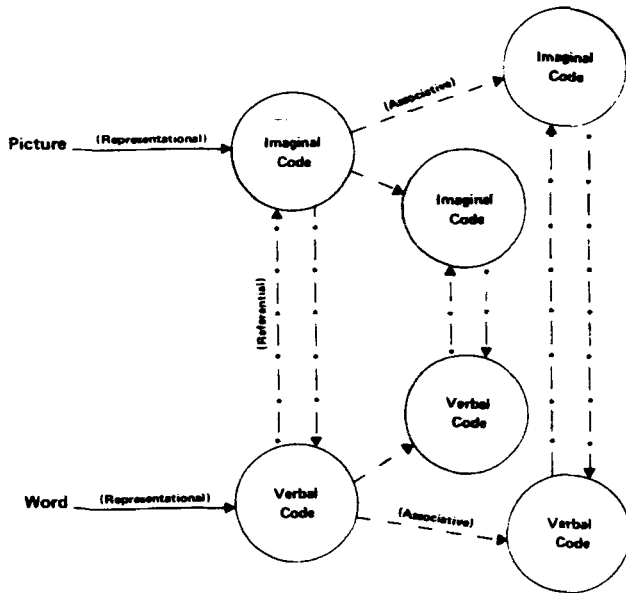 Imaginal
Code
(Associative)
Picture
(Representational)
Imaginal
Code
Imaginal
Code
(Referential)
Verbal
Code
Word
(Representational)
Verbal
Code
(Associative)
Verbal
Code